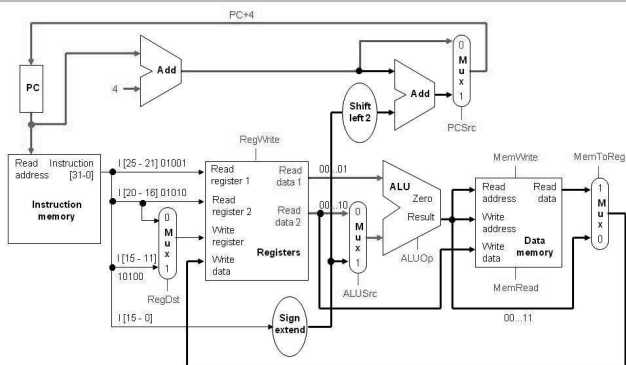 PC+4
PC
4
Add
Shift
left 2
Add
0
M
u
x
1
PCSrc
Read
address
Instruction
[31-0]
Instruction
memory
I [25 - 21] 01001
I [20 - 16] 01010
I [15 - 11]
10100
I [15 - 0]
0
M
u
x
1
RegDst
RegWrite
Read
register 1
Read
register 2
Write
register
Write
data
Read
data 1
Read
data 2
Registers
Sign
extend
00...01
00...10
0
M
u
x
1
ALUSrc
ALU
Zero
Result
ALUOp
MemWrite
Read
address
Write
address
Write
data
Read
data
Data
memory
MemRead
MemToReg
1
M
u
x
0
00...11